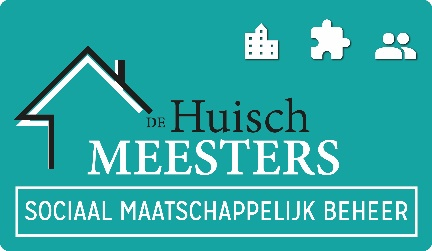 DE Huisch
MEESTERS
SOCIAAL MAATSCHAPPELIJK BEHEER